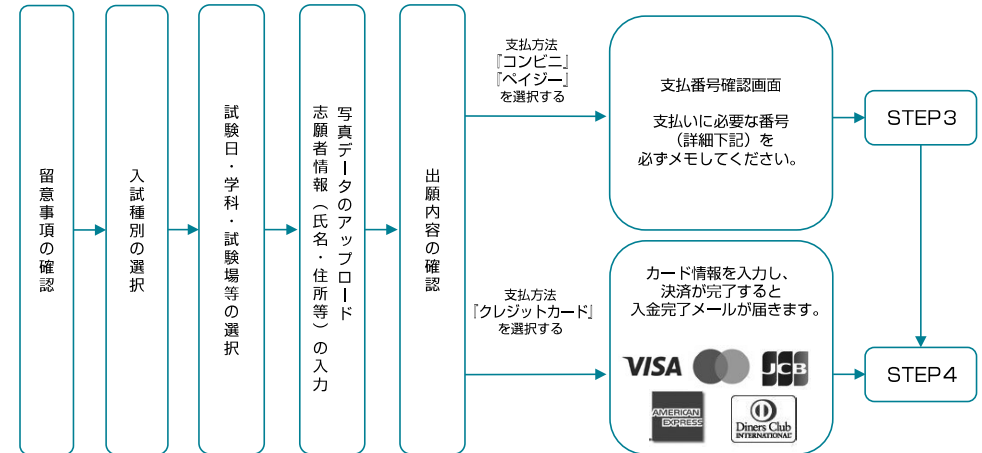 留意事項の確認
入試種別の選択
試験日・学科・試験場等の選択
写真データのアップロード
志願者情報（氏名・住所等）の入力
出願内容の確認
支払方法
『コンビニ』
『ペイジー』
を選択する
支払番号確認画面
支払いに必要な番号
（詳細下記）を
必ずメモしてください。
STEP3
支払方法
『クレジットカード』
を選択する
カード情報を入力し、
決済が完了すると
入金完了メールが届きます。
VISA
JCB
AMERICAN
EXPRESS
Diners Club
INTERNATIONAL
STEP4